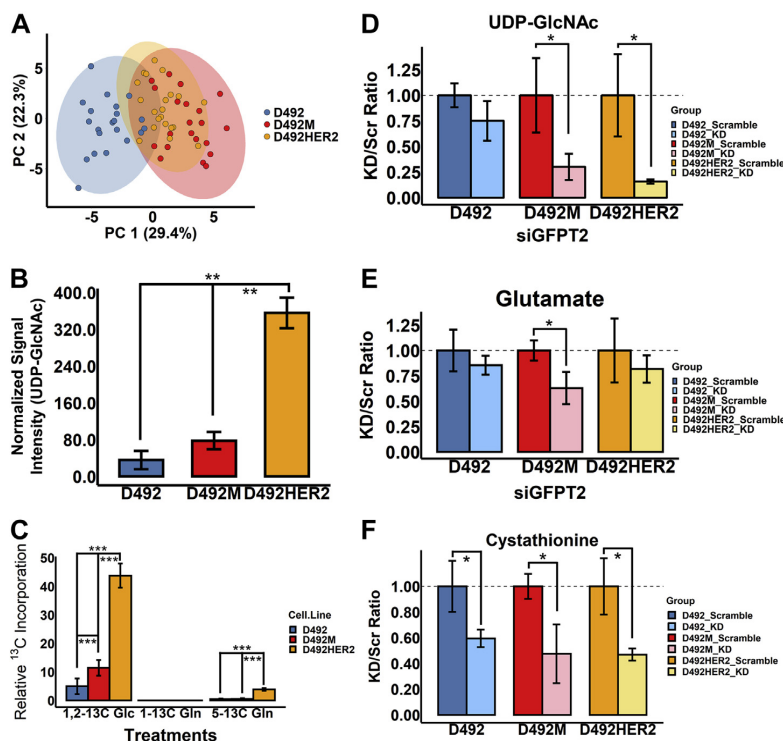 A
PC 2 (22.3%)
5
0
-5
-5 0 5
PC 1 (29.4%)
D492
D492M
D492HER2
B
Normalized Signal
Intensity (UDP-GlcNAc)
400.0
320.0
240.0
160.0
80.0
0.0
**
**
D492 D492M D492HER2
C
Relative 13C Incorporation
50
40
30
20
10
0
***
***
***
***
***
Cell.Line
D492
D492M
D492HER2
1,2-13C Glc 1-13C Gln 5-13C Gln
Treatments
D
UDP-GlcNAc
KD/Scr Ratio
1.25
1.00
0.75
0.50
0.25
0.00
*
*
D492 D492M D492HER2
siGFPT2
Group
D492_Scramble
D492_KD
D492M_Scramble
D492M_KD
D492HER2_Scramble
D492HER2_KD
E
Glutamate
KD/Scr Ratio
1.25
1.00
0.75
0.50
0.25
0.00
*
D492 D492M D492HER2
siGFPT2
Group
D492_Scramble
D492_KD
D492M_Scramble
D492M_KD
D492HER2_Scramble
D492HER2_KD
F
Cystathionine
KD/Scr Ratio
1.00
0.80
0.60
0.40
0.20
0.00
*
*
*
D492 D492M D492HER2
Group
D492_Scramble
D492_KD
D492M_Scramble
D492M_KD
D492HER2_Scramble
D492HER2_KD